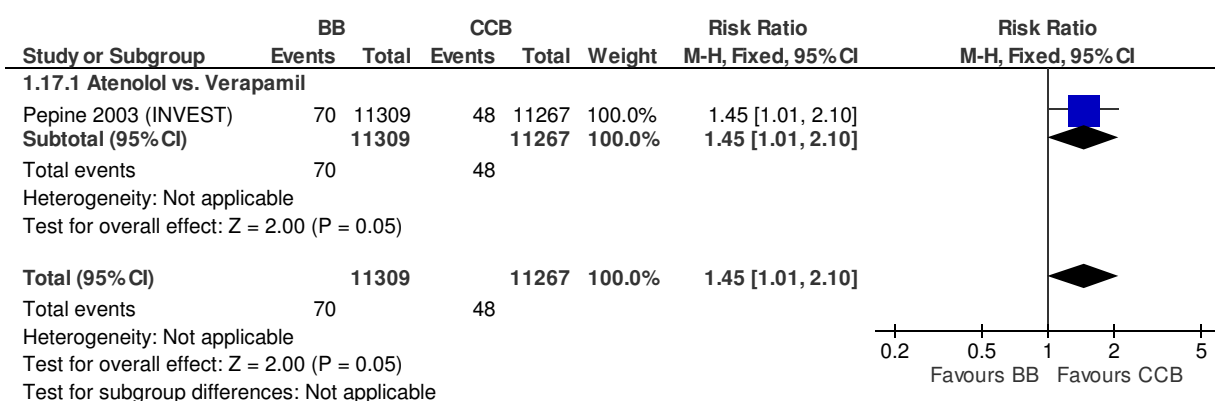 BB CCB Risk Ratio Risk Ratio
Study or Subgroup Events Total Events Total Weight M-H, Fixed, 95% CI M-H, Fixed, 95% CI
1.17.1 Atenolol vs. Verapamil
Pepine 2003 (INVEST) 70 11309 48 11267 100.0% 1.45 [1.01, 2.10]
Subtotal (95% CI) 11309 11267 100.0% 1.45 [1.01, 2.10]
Total events 70 48
Heterogeneity: Not applicable
Test for overall effect: Z = 2.00 (P = 0.05)
Total (95% CI) 11309 11267 100.0% 1.45 [1.01, 2.10]
Total events 70 48
Heterogeneity: Not applicable
Test for overall effect: Z = 2.00 (P = 0.05)
Test for subgroup differences: Not applicable
0.2 0.5 1 2 5
Favours BB Favours CCB